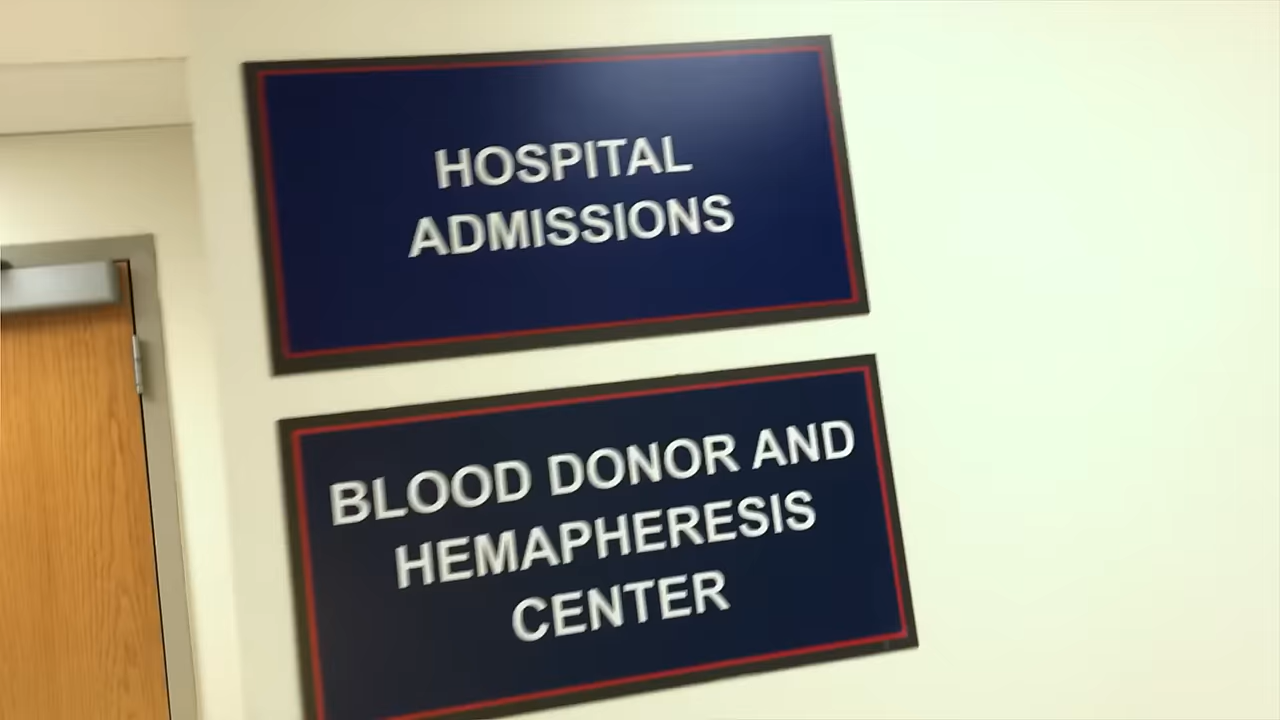 HOSPITAL
ADMISSIONS
BLOOD DONOR AND
HEMAPHERESIS
CENTER